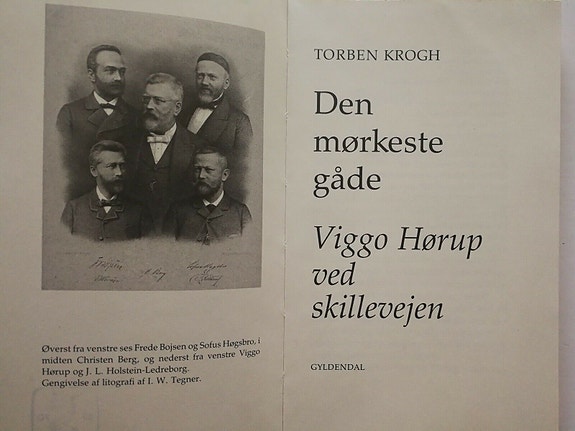 Øverst fra venstre ses Frede Bojsen og Sofus Høgsbro, i
midten Christen Berg, og nederst fra venstre Viggo
Hørup og J. L. Holstein-Ledreborg.
Gengivelse af litografi af I. W. Tegner.
TORBEN KROGH
Den
mørkeste
gåde
Viggo Hørup
ved
skillevejen
GYLDENDAL